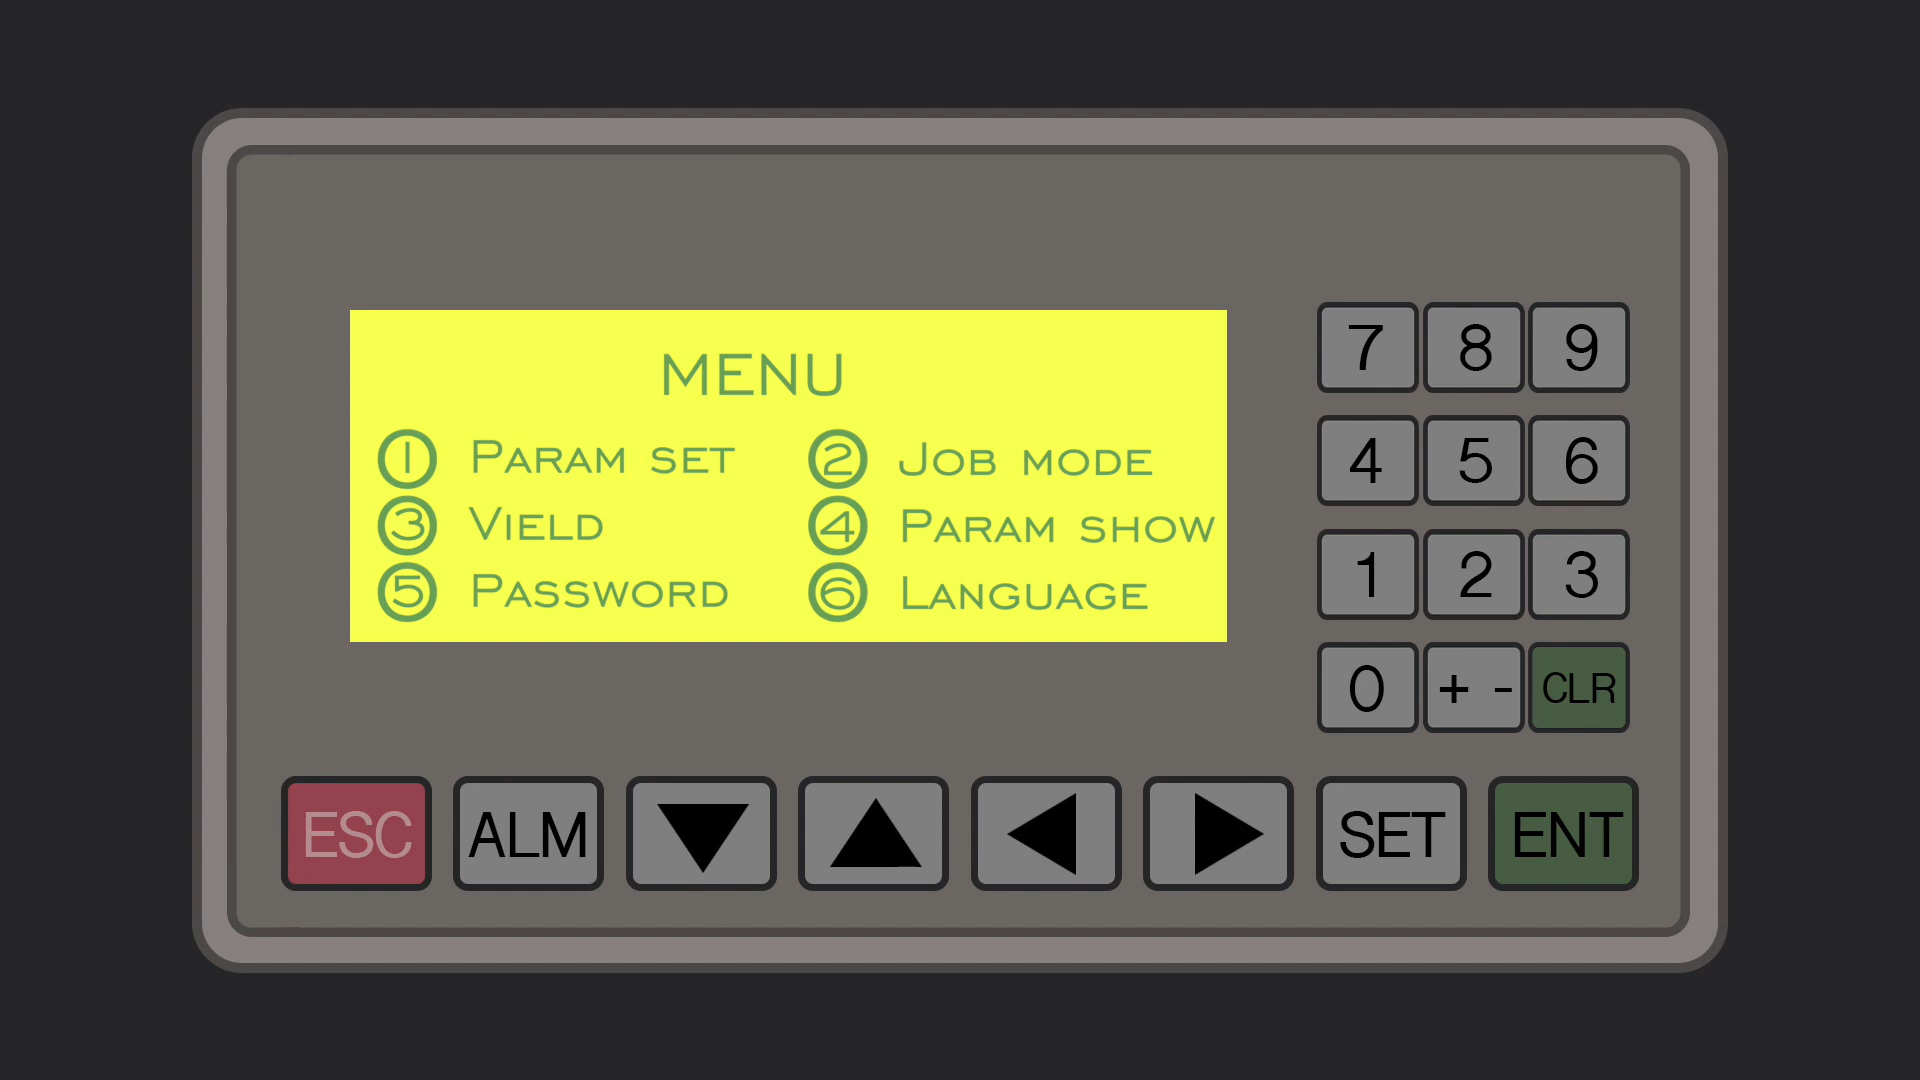 MENU
① Param set ② Job mode
③ Vield ④ Param show
⑤ Password ⑥ Language
7 8 9
4 5 6
1 2 3
0 + - CLR
ESC ALM ▼ ▲ ◀ ▶ SET ENT